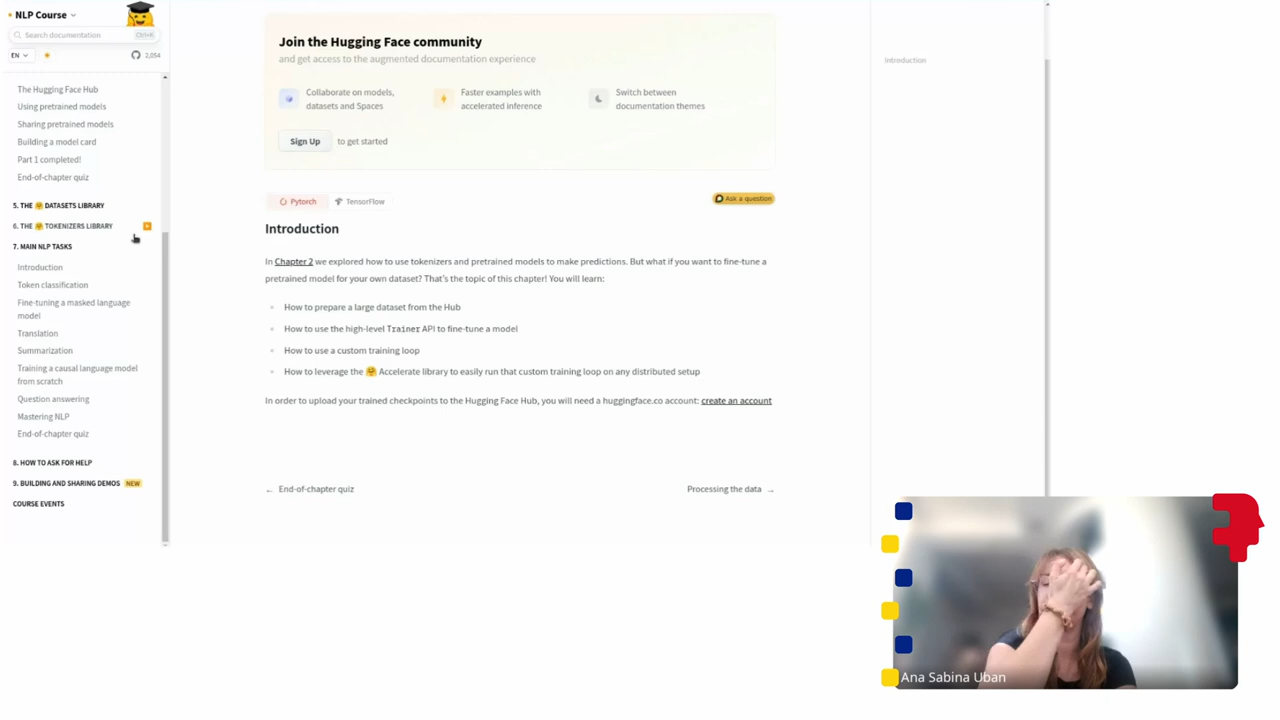 NLP Course
Search documentation
Ctrl+K
EN
2,054
The Hugging Face Hub
Using pretrained models
Sharing pretrained models
Building a model card
Part 1 completed!
End-of-chapter quiz
5. THE 🤗 DATASETS LIBRARY
6. THE 🤗 TOKENIZERS LIBRARY
7. MAIN NLP TASKS
Introduction
Token classification
Fine-tuning a masked language
model
Translation
Summarization
Training a causal language model
from scratch
Question answering
Mastering NLP
End-of-chapter quiz
8. HOW TO ASK FOR HELP
9. BUILDING AND SHARING DEMOS NEW
COURSE EVENTS
Join the Hugging Face community
and get access to the augmented documentation experience
Collaborate on models,
datasets and Spaces
Faster examples with
accelerated inference
Switch between
documentation themes
Sign Up to get started
Pytorch
TensorFlow
Ask a question
Introduction
In Chapter 2 we explored how to use tokenizers and pretrained models to make predictions. But what if you want to fine-tune a
pretrained model for your own dataset? That's the topic of this chapter! You will learn:
How to prepare a large dataset from the Hub
How to use the high-level Trainer API to fine-tune a model
How to use a custom training loop
How to leverage the 🤗 Accelerate library to easily run that custom training loop on any distributed setup
In order to upload your trained checkpoints to the Hugging Face Hub, you will need a huggingface.co account: create an account
← End-of-chapter quiz
Processing the data →
Introduction
Ana Sabina Uban